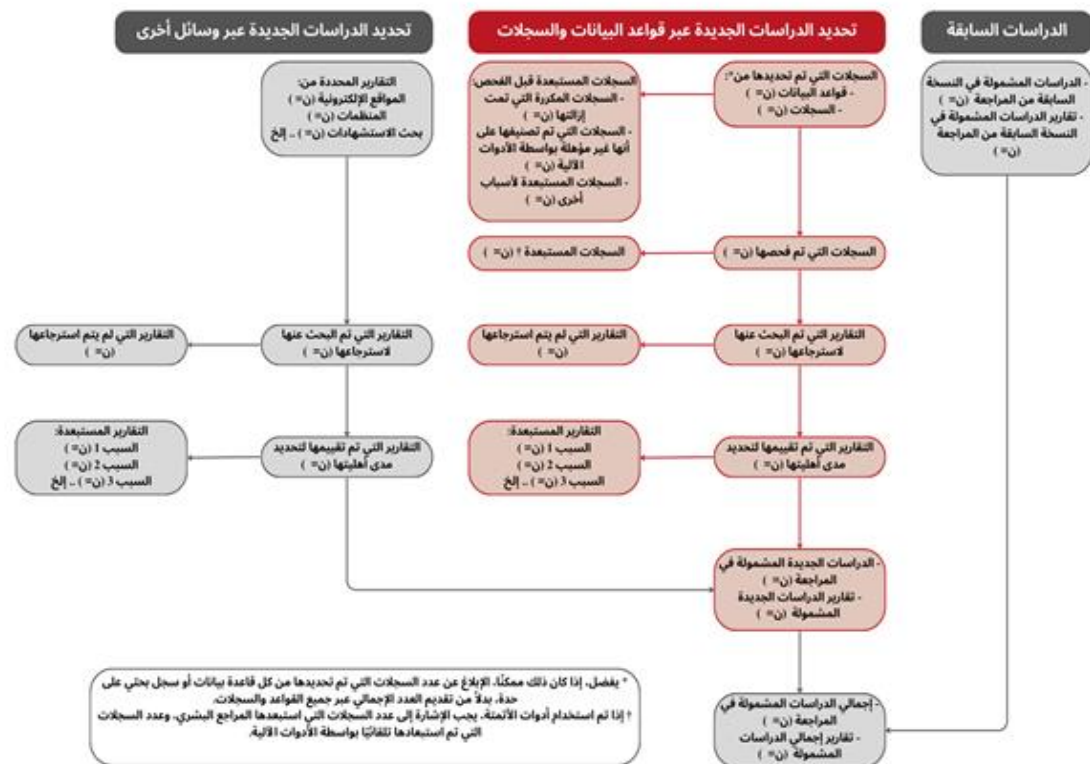 الدراسات السابقة
- الدراسات المشمولة في النسخة
السابقة من المراجعة (ن= )
- تقارير الدراسات المشمولة في
النسخة السابقة من المراجعة
(ن= )
تحديد الدراسات الجديدة عبر قواعد البيانات والسجلات
السجلات التي تم تحديدها من*:
- قواعد البيانات (ن= )
- السجلات (ن= )
السجلات المستبعدة قبل الفحص:
- السجلات المكررة التي تمت
إزالتها (ن= )
- السجلات التي تم تصنيفها على
أنها غير مؤهلة بواسطة الأدوات
الآلية (ن= )
- السجلات المستبعدة لأسباب
أخرى (ن= )
السجلات التي تم فحصها (ن= )
السجلات المستبعدة † (ن= )
التقارير التي تم البحث عنها
لاسترجاعها (ن= )
التقارير التي لم يتم استرجاعها
(ن= )
التقارير التي تم تقييمها لتحديد
مدى أهليتها (ن= )
التقارير المستبعدة:
السبب 1 (ن= )
السبب 2 (ن= )
السبب 3 (ن= ) .. إلخ
تحديد الدراسات الجديدة عبر وسائل أخرى
التقارير المحددة من:
المواقع الإلكترونية (ن= )
المنظمات (ن= )
بحث الاستشهادات (ن= ) .. إلخ
التقارير التي تم البحث عنها
لاسترجاعها (ن= )
التقارير التي لم يتم استرجاعها
(ن= )
التقارير التي تم تقييمها لتحديد
مدى أهليتها (ن= )
التقارير المستبعدة:
السبب 1 (ن= )
السبب 2 (ن= )
السبب 3 (ن= ) .. إلخ
- الدراسات الجديدة المشمولة في
المراجعة (ن= )
- تقارير الدراسات الجديدة
المشمولة (ن= )
- إجمالي الدراسات المشمولة في
المراجعة (ن= )
- تقارير إجمالي الدراسات
المشمولة (ن= )
* يفضل، إذا كان ذلك ممكنًا، الإبلاغ عن عدد السجلات التي تم تحديدها من كل قاعدة بيانات أو سجل بحثي على
حدة، بدلاً من تقديم العدد الإجمالي عبر جميع القواعد والسجلات.
† إذا تم استخدام أدوات الأتمتة، يجب الإشارة إلى عدد السجلات التي استبعدها المراجع البشري، وعدد السجلات
التي تم استبعادها تلقائيًا بواسطة الأدوات الآلية.